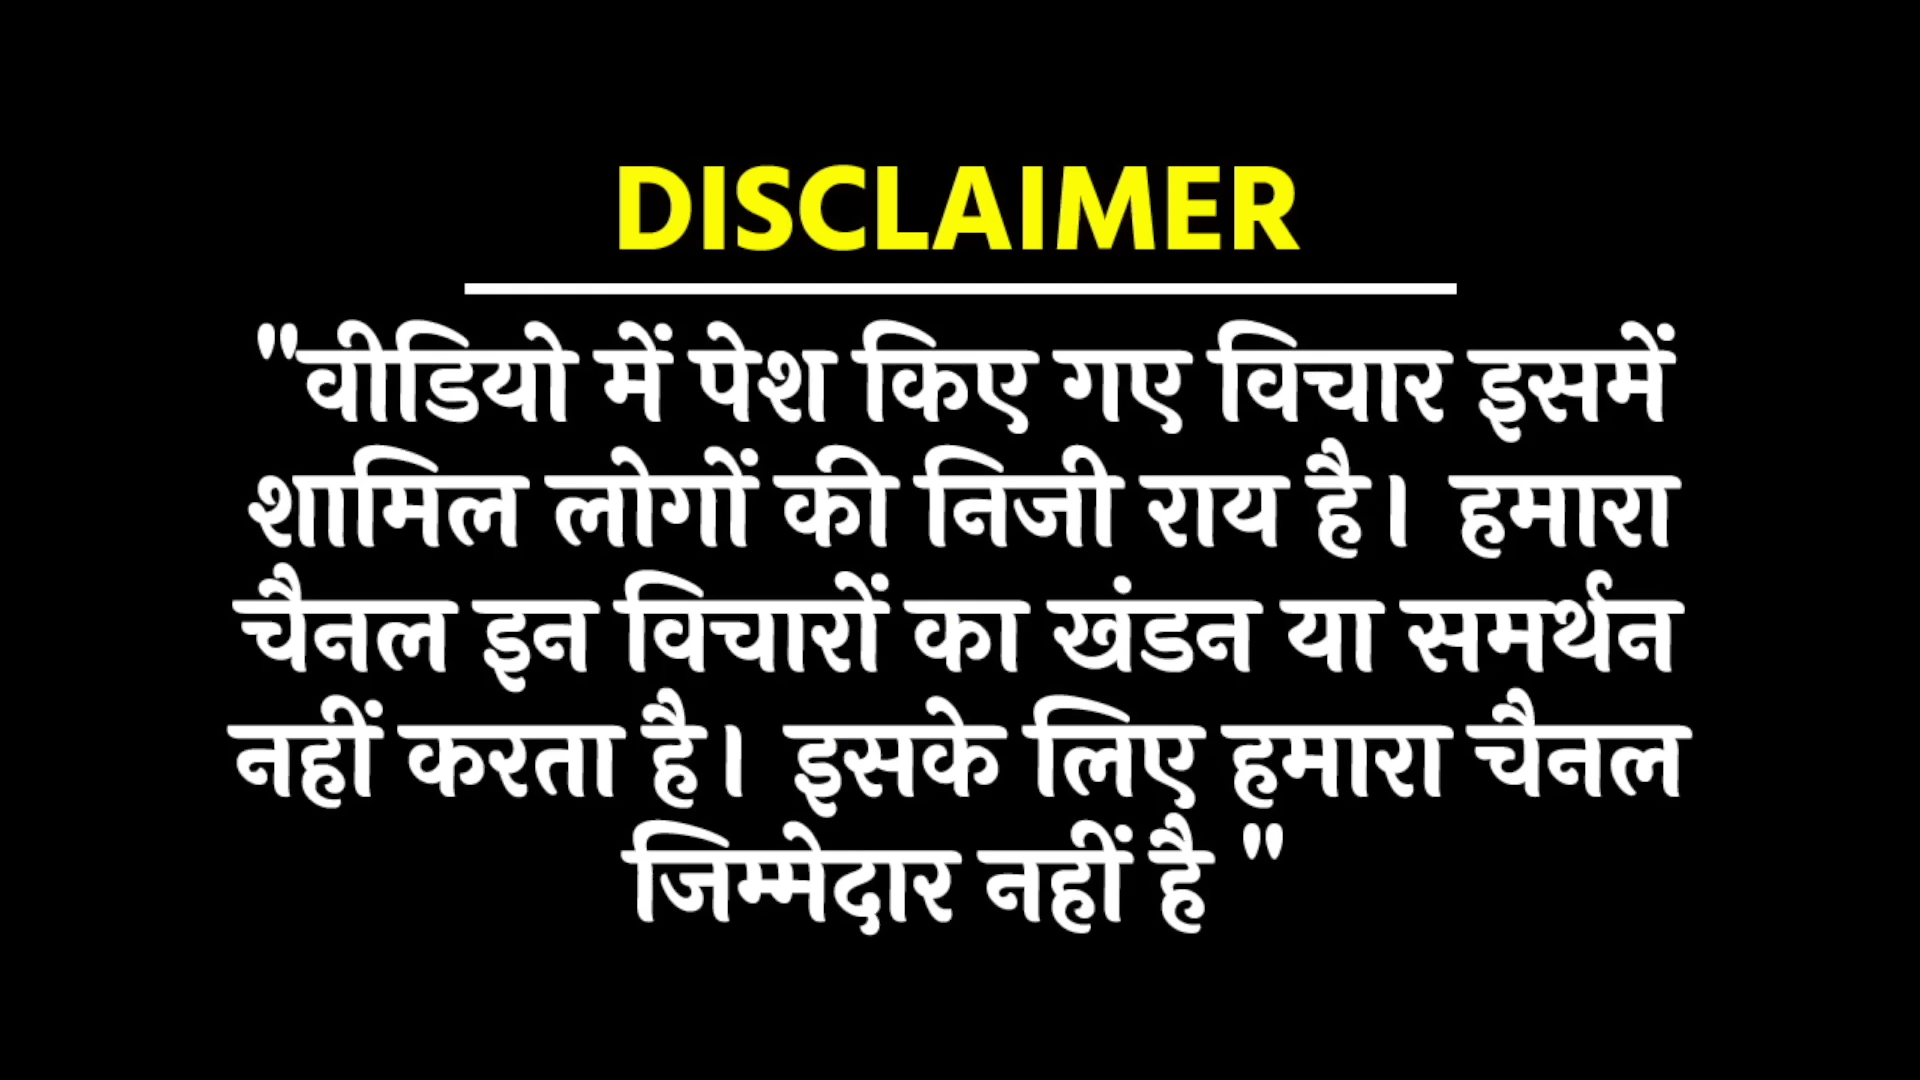 DISCLAIMER
"वीडियो में पेश किए गए विचार इसमें
शामिल लोगों की निजी राय है। हमारा
चैनल इन विचारों का खंडन या समर्थन
नहीं करता है। इसके लिए हमारा चैनल
जिम्मेदार नहीं है "